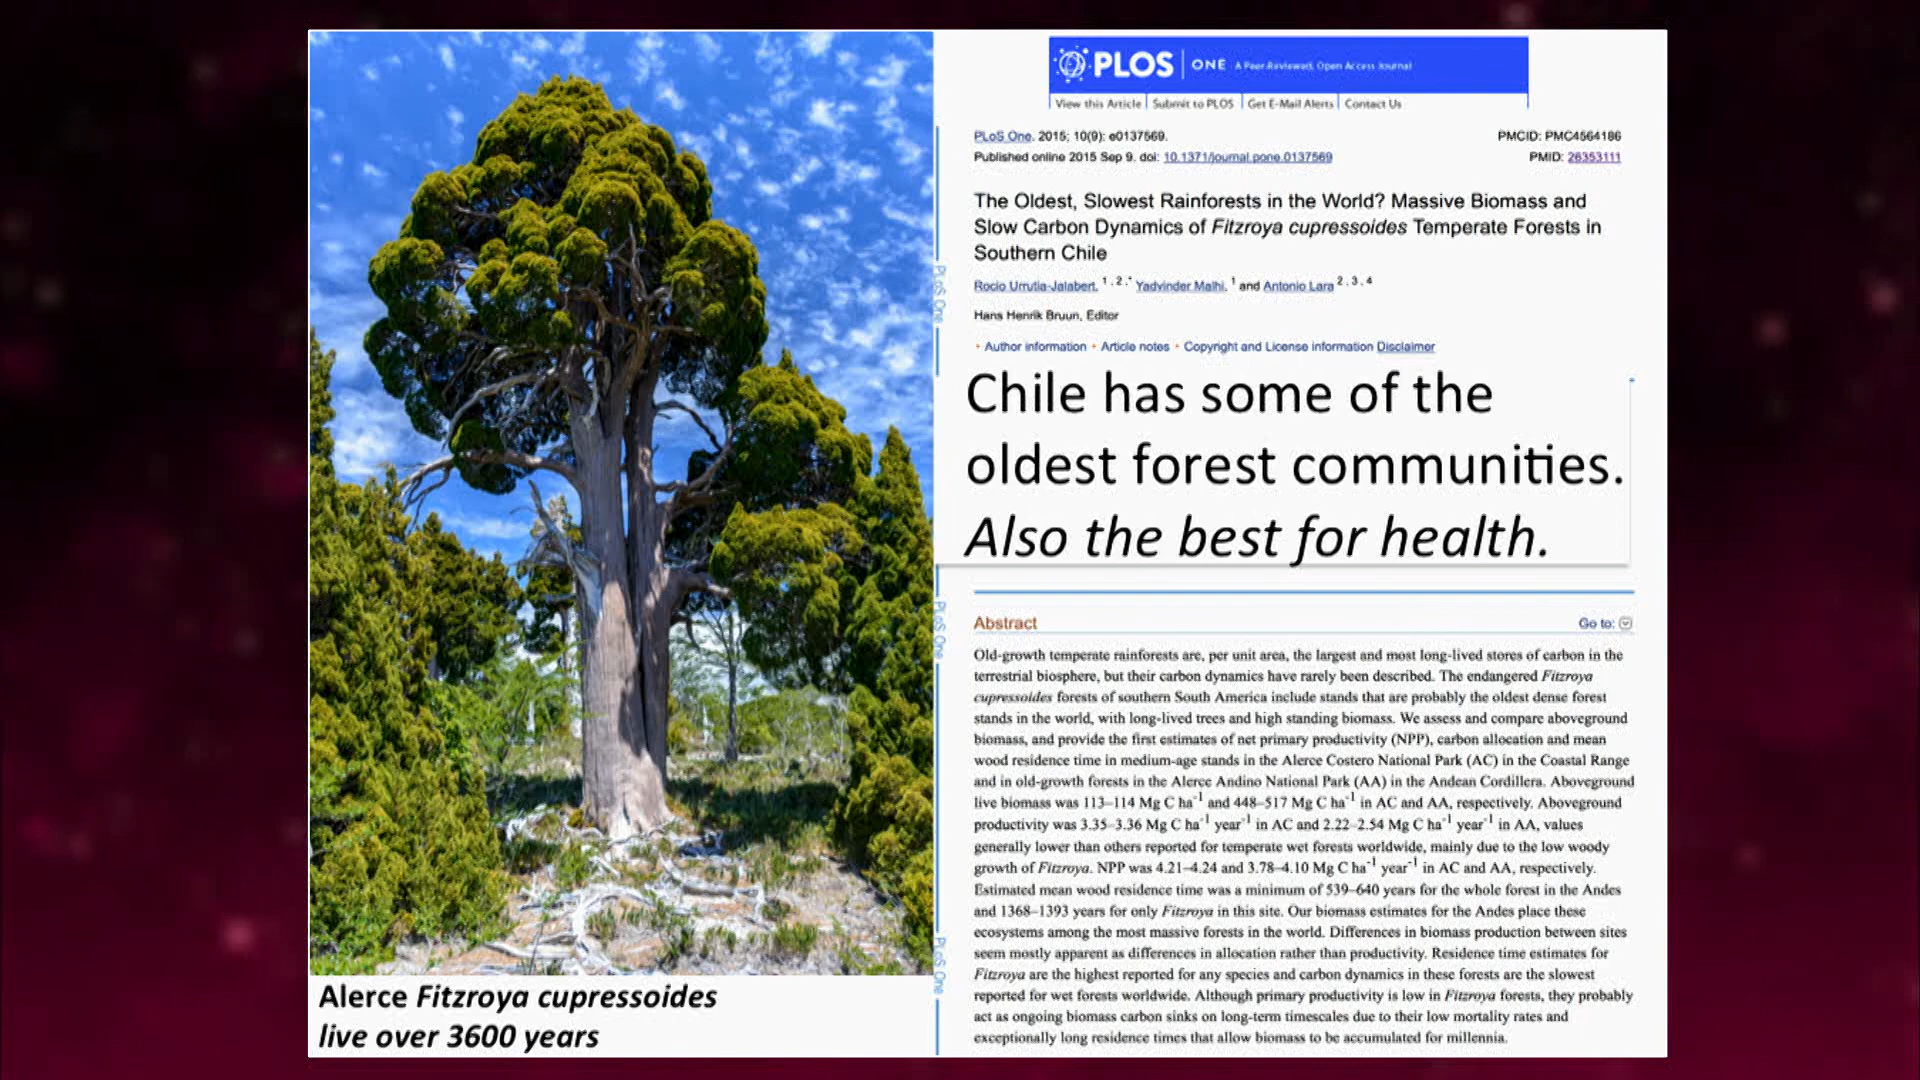 PLOS ONE A Peer-Reviewed, Open Access Journal
View this Article Submit to PLOS Get E-Mail Alerts Contact Us
PLoS One. 2015; 10(9): e0137569.
PMCID: PMC4564186
Published online 2015 Sep 9. doi: 10.1371/journal.pone.0137569
PMID: 26353111
The Oldest, Slowest Rainforests in the World? Massive Biomass and
Slow Carbon Dynamics of Fitzroya cupressoides Temperate Forests in
Southern Chile
Rocio Urrutia-Jalabert, 1 , 2 , * Yadvinder Malhi, 1 and Antonio Lara 2 , 3 , 4
Hans Henrik Bruun, Editor
• Author information • Article notes • Copyright and License information Disclaimer
Chile has some of the
oldest forest communities.
Also the best for health.
Abstract
Go to:
Old-growth temperate rainforests are, per unit area, the largest and most long-lived stores of carbon in the
terrestrial biosphere, but their carbon dynamics have rarely been described. The endangered Fitzroya
cupressoides forests of southern South America include stands that are probably the oldest dense forest
stands in the world, with long-lived trees and high standing biomass. We assess and compare aboveground
biomass, and provide the first estimates of net primary productivity (NPP), carbon allocation and mean
wood residence time in medium-age stands in the Alerce Costero National Park (AC) in the Coastal Range
and in old-growth forests in the Alerce Andino National Park (AA) in the Andean Cordillera. Aboveground
live biomass was 113–114 Mg C ha-1 and 448–517 Mg C ha-1 in AC and AA, respectively. Aboveground
productivity was 3.35–3.36 Mg C ha-1 year-1 in AC and 2.22–2.54 Mg C ha-1 year-1 in AA, values
generally lower than others reported for temperate wet forests worldwide, mainly due to the low woody
growth of Fitzroya. NPP was 4.21–4.24 and 3.78–4.10 Mg C ha-1 year-1 in AC and AA, respectively.
Estimated mean wood residence time was a minimum of 539–640 years for the whole forest in the Andes
and 1368–1393 years for only Fitzroya in this site. Our biomass estimates for the Andes place these
ecosystems among the most massive forests in the world. Differences in biomass production between sites
seem mostly apparent as differences in allocation rather than productivity. Residence time estimates for
Fitzroya are the highest reported for any species and carbon dynamics in these forests are the slowest
reported for wet forests worldwide. Although primary productivity is low in Fitzroya forests, they probably
act as ongoing biomass carbon sinks on long-term timescales due to their low mortality rates and
exceptionally long residence times that allow biomass to be accumulated for millennia.
PLoS One
PLoS One
PLoS One
Alerce Fitzroya cupressoides
live over 3600 years